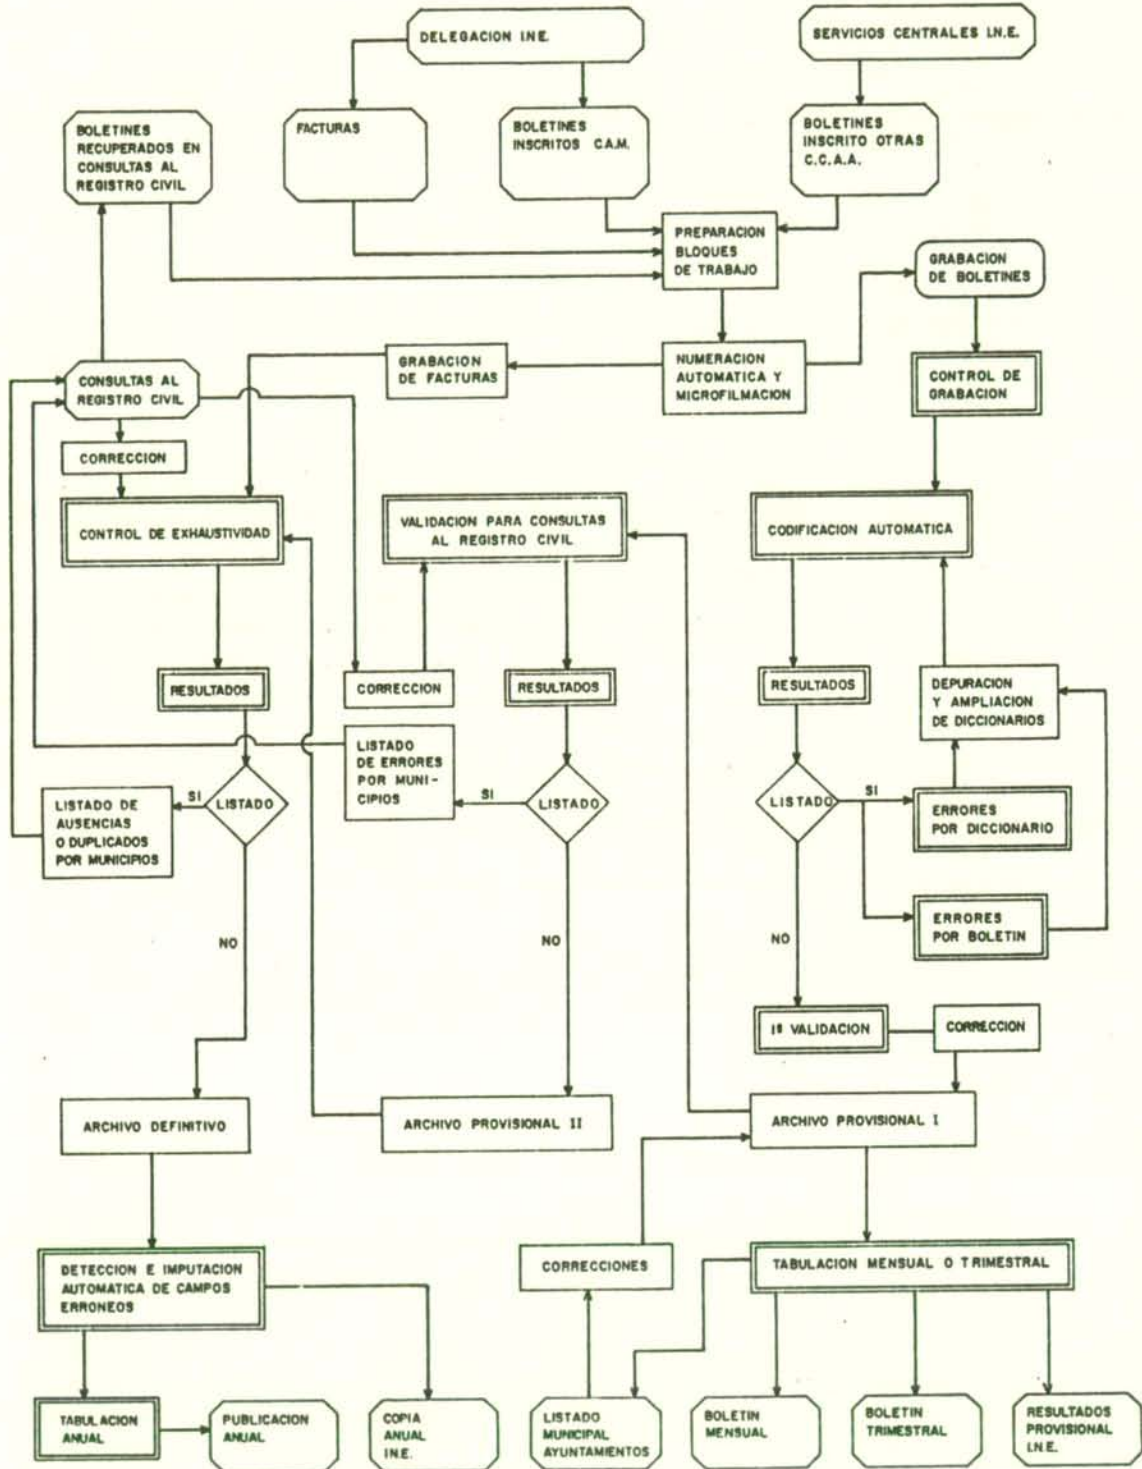 DELEGACION I.N.E.
SERVICIOS CENTRALES I.N.E.
BOLETINES
RECUPERADOS EN
CONSULTAS AL
REGISTRO CIVIL
FACTURAS
BOLETINES
INSCRITOS C.A.M.
BOLETINES
INSCRITO OTRAS
C.C.A.A.
PREPARACION
BLOQUES
DE TRABAJO
GRABACION
DE BOLETINES
GRABACION
DE FACTURAS
NUMERACION
AUTOMATICA Y
MICROFILMACION
CONTROL DE
GRABACION
CONSULTAS AL
REGISTRO CIVIL
CORRECCION
CONTROL DE EXHAUSTIVIDAD
VALIDACION PARA CONSULTAS
AL REGISTRO CIVIL
CODIFICACION AUTOMATICA
RESULTADOS
CORRECCION
RESULTADOS
RESULTADOS
DEPURACION
Y AMPLIACION
DE DICCIONARIOS
LISTADO
DE ERRORES
POR MUNI-
CIPIOS
LISTADO DE
AUSENCIAS
O DUPLICADOS
POR MUNICIPIOS
SI
LISTADO
SI
LISTADO
LISTADO
SI
ERRORES
POR DICCIONARIO
ERRORES
POR BOLETIN
NO
NO
NO
1ª VALIDACION
CORRECCION
ARCHIVO DEFINITIVO
ARCHIVO PROVISIONAL II
ARCHIVO PROVISIONAL I
DETECCION E IMPUTACION
AUTOMATICA DE CAMPOS
ERRONEOS
CORRECCIONES
TABULACION MENSUAL O TRIMESTRAL
TABULACION
ANUAL
PUBLICACION
ANUAL
COPIA
ANUAL
I.N.E.
LISTADO
MUNICIPAL
AYUNTAMIENTOS
BOLETIN
MENSUAL
BOLETIN
TRIMESTRAL
RESULTADOS
PROVISIONAL
I.N.E.